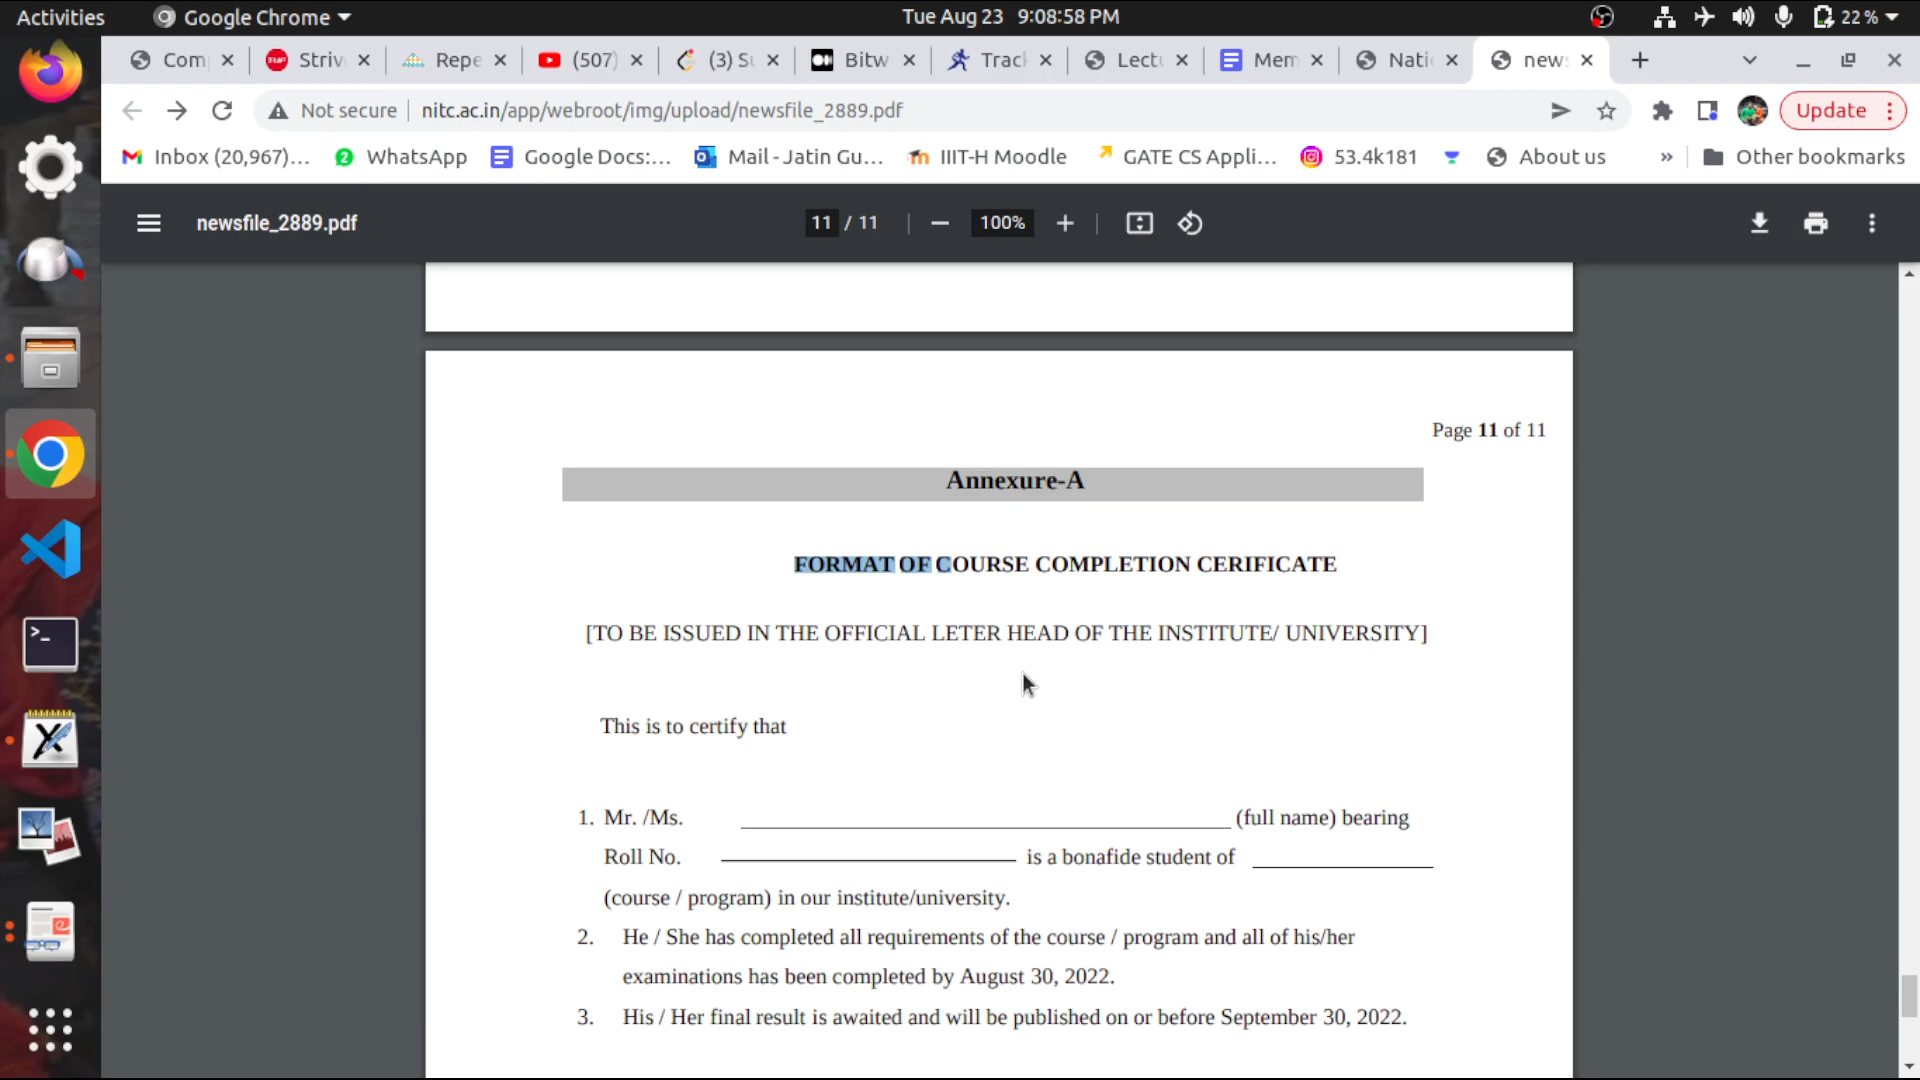 Activities Google Chrome Tue Aug 23 9:08:58 PM 22 %
Com Striv Repe (507) (3) Su Bitw Track Lectu Mem Nati news
Not secure nitc.ac.in/app/webroot/img/upload/newsfile_2889.pdf Update
Inbox (20,967)... WhatsApp Google Docs:... Mail - Jatin Gu... IIIT-H Moodle GATE CS Appli... 53.4k181 About us » Other bookmarks
newsfile_2889.pdf 11 / 11 100%
Page 11 of 11
Annexure-A
FORMAT OF COURSE COMPLETION CERIFICATE
[TO BE ISSUED IN THE OFFICIAL LETER HEAD OF THE INSTITUTE/ UNIVERSITY]
This is to certify that
1. Mr. /Ms. (full name) bearing
Roll No. is a bonafide student of
(course / program) in our institute/university.
2. He / She has completed all requirements of the course / program and all of his/her
examinations has been completed by August 30, 2022.
3. His / Her final result is awaited and will be published on or before September 30, 2022.